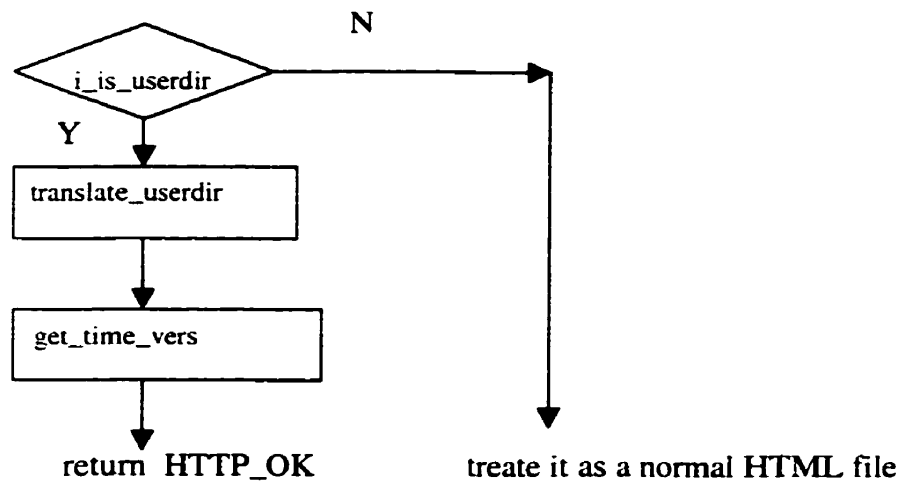 N
i_is_userdir
Y
translate_userdir
get_time_vers
return HTTP_OK
treate it as a normal HTML file